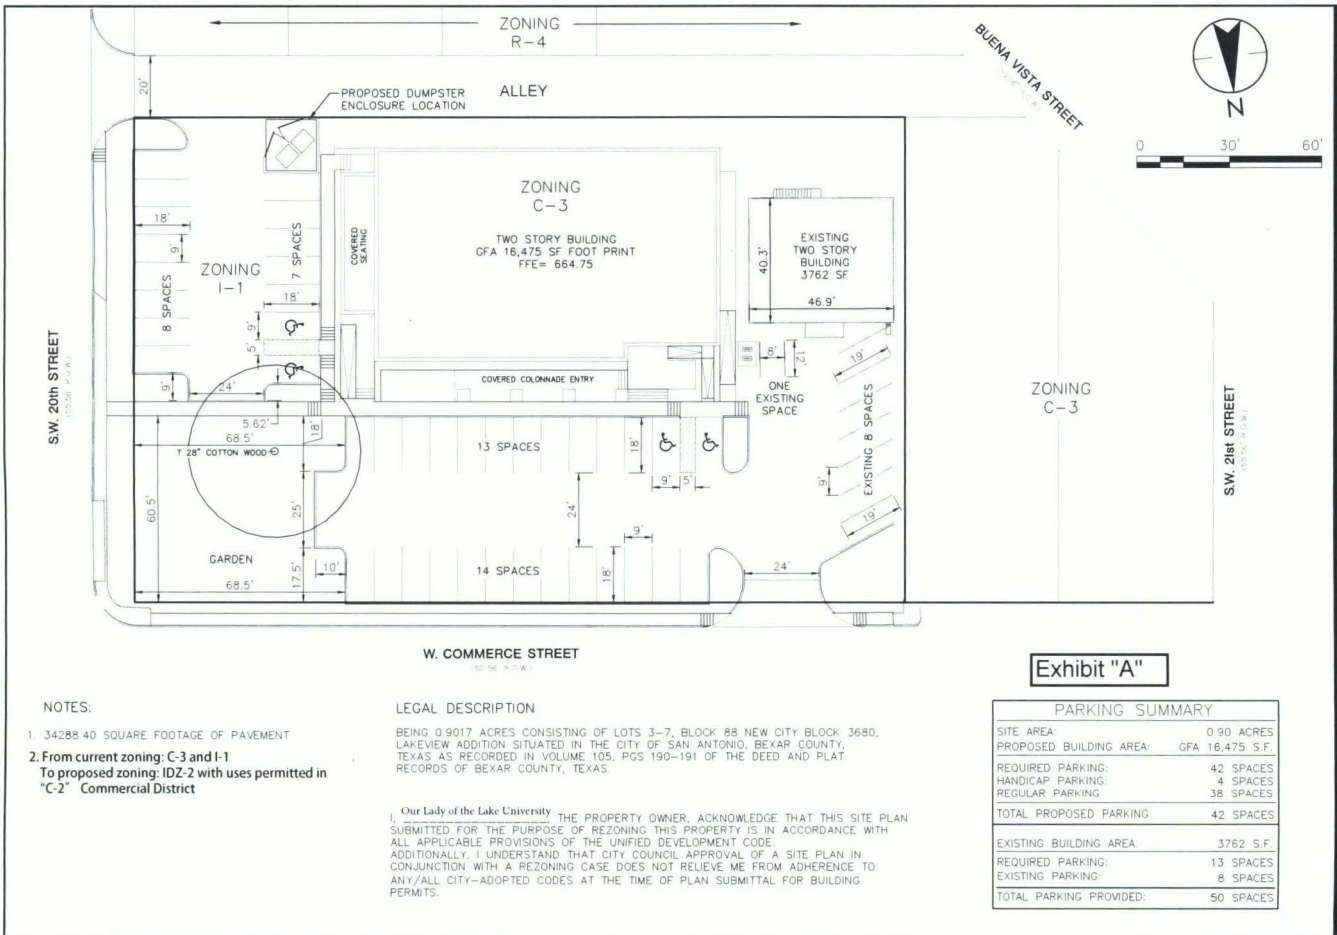 ZONING
R-4
BUENA VISTA STREET
N
20'
PROPOSED DUMPSTER
ENCLOSURE LOCATION
ALLEY
0 30' 60'
ZONING
C-3
TWO STORY BUILDING
GFA 16,475 SF FOOT PRINT
FFE= 664.75
COVERED
SEATING
EXISTING
TWO STORY
BUILDING
3762 SF
40.3'
46.9'
18'
9'
ZONING
I-1
7 SPACES
8 SPACES
18'
9'
5'
9'
24'
COVERED COLONNADE ENTRY
8'
12'
ONE
EXISTING
SPACE
19'
EXISTING 8 SPACES
9'
19'
ZONING
C-3
S.W. 20th STREET
(55.56' R.O.W.)
S.W. 21st STREET
(55.56' R.O.W.)
5.62'
68.5'
T 28" COTTON WOOD
18'
13 SPACES
18'
9'
5'
60.5'
25'
24'
9'
GARDEN
10'
17.5'
14 SPACES
18'
24'
68.5'
W. COMMERCE STREET
Exhibit "A"
NOTES:
1. 34288.40 SQUARE FOOTAGE OF PAVEMENT
2. From current zoning: C-3 and I-1
To proposed zoning: IDZ-2 with uses permitted in
"C-2" Commercial District
LEGAL DESCRIPTION
BEING 0.9017 ACRES CONSISTING OF LOTS 3-7, BLOCK 88 NEW CITY BLOCK 3680,
LAKEVIEW ADDITION SITUATED IN THE CITY OF SAN ANTONIO, BEXAR COUNTY,
TEXAS AS RECORDED IN VOLUME 105, PGS 190-191 OF THE DEED AND PLAT
RECORDS OF BEXAR COUNTY, TEXAS.
I, Our Lady of the Lake University THE PROPERTY OWNER, ACKNOWLEDGE THAT THIS SITE PLAN
SUBMITTED FOR THE PURPOSE OF REZONING THIS PROPERTY IS IN ACCORDANCE WITH
ALL APPLICABLE PROVISIONS OF THE UNIFIED DEVELOPMENT CODE.
ADDITIONALLY, I UNDERSTAND THAT CITY COUNCIL APPROVAL OF A SITE PLAN IN
CONJUNCTION WITH A REZONING CASE DOES NOT RELIEVE ME FROM ADHERENCE TO
ANY/ALL CITY-ADOPTED CODES AT THE TIME OF PLAN SUBMITTAL FOR BUILDING
PERMITS.
PARKING SUMMARY
SITE AREA: 0.90 ACRES
PROPOSED BUILDING AREA: GFA 16,475 S.F.
REQUIRED PARKING: 42 SPACES
HANDICAP PARKING: 4 SPACES
REGULAR PARKING 38 SPACES
TOTAL PROPOSED PARKING: 42 SPACES
EXISTING BUILDING AREA: 3762 S.F.
REQUIRED PARKING: 13 SPACES
EXISTING PARKING: 8 SPACES
TOTAL PARKING PROVIDED: 50 SPACES